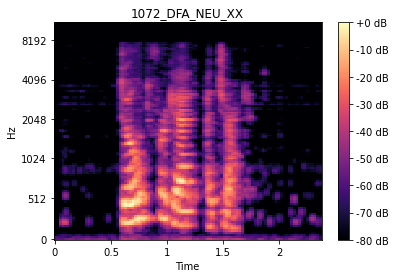 1072_DFA_NEU_XX
+0 dB
8192
-10 dB
4096
-20 dB
-30 dB
2048
Hz
-40 dB
1024
-50 dB
512
-60 dB
-70 dB
0
-80 dB
0
0.5
1
1.5
2
Time